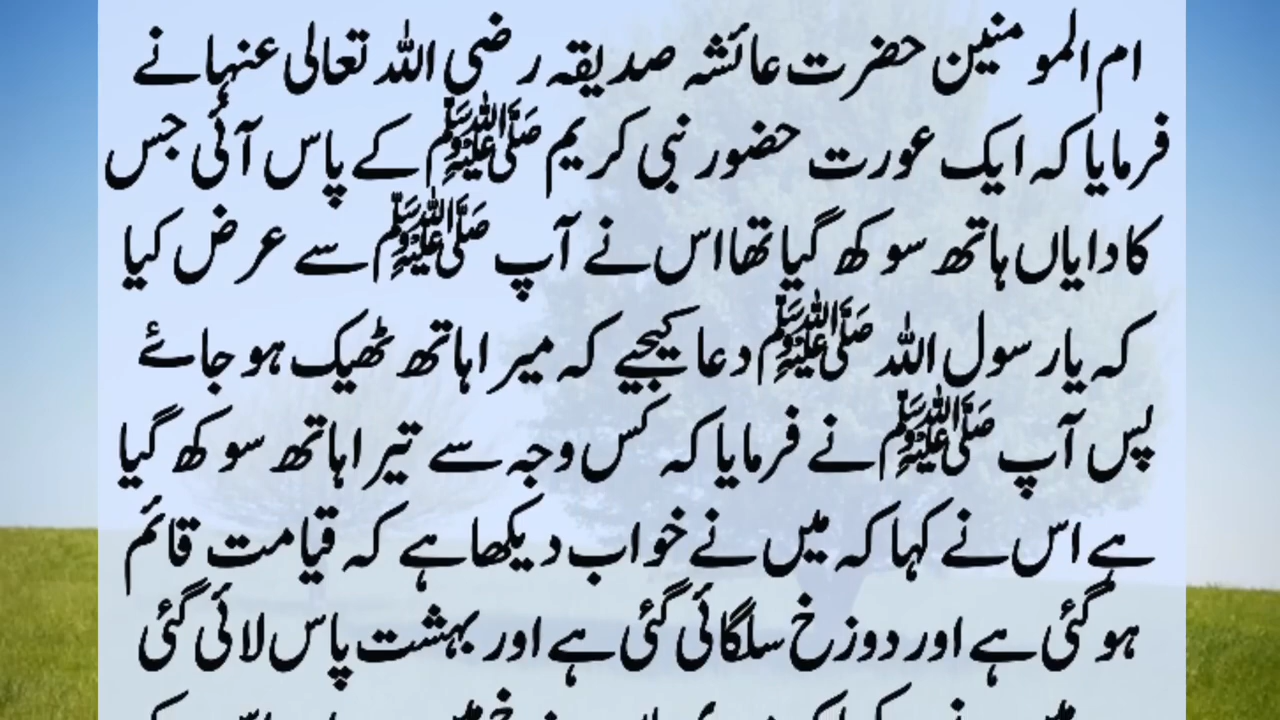 ام المومنین حضرت عائشہ صدیقہ رضی اللہ تعالی عنہا نے
فرمایا کہ ایک عورت حضور نبی کریم ﷺ کے پاس آئی جس
کا دایاں ہاتھ سوکھ گیا تھا اس نے آپ ﷺ سے عرض کیا
کہ یا رسول اللہ ﷺ دعا کیجیے کہ میرا ہاتھ ٹھیک ہو جائے
پس آپ ﷺ نے فرمایا کہ کس وجہ سے تیرا ہاتھ سوکھ گیا
ہے اس نے کہا کہ میں نے خواب دیکھا ہے کہ قیامت قائم
ہو گئی ہے اور دوزخ سلگائی گئی ہے اور بہشت پاس لائی گئی